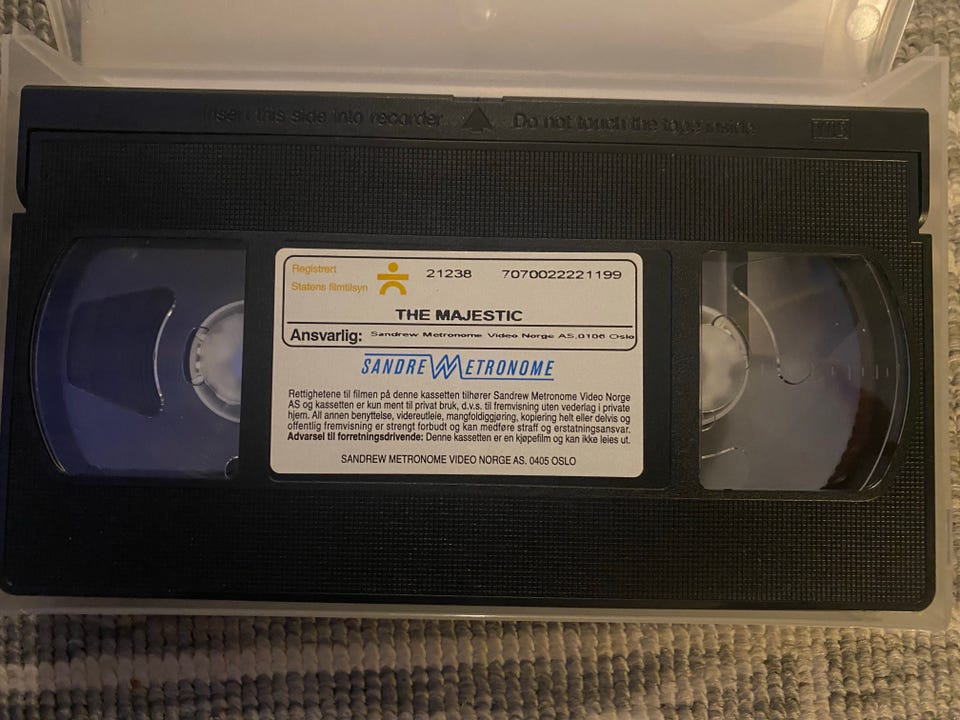 Insert this side into recorder Do not touch the tape inside VHS
Registrert
Statens filmtilsyn
21238 7070022221199
THE MAJESTIC
Ansvarlig: Sandrew Metronome Video Norge AS,0106 Oslo
SANDREW METRONOME
Rettighetene til filmen på denne kassetten tilhører Sandrew Metronome Video Norge
AS og kassetten er kun ment til privat bruk, d.v.s. til fremvisning uten vederlag i private
hjem. All annen benyttelse, videreutleie, mangfoldiggjøring, kopiering helt eller delvis og
offentlig fremvisning er strengt forbudt og kan medføre straff og erstatningsansvar.
Advarsel til forretningsdrivende: Denne kassetten er en kjøpefilm og kan ikke leies ut.
SANDREW METRONOME VIDEO NORGE AS. 0405 OSLO